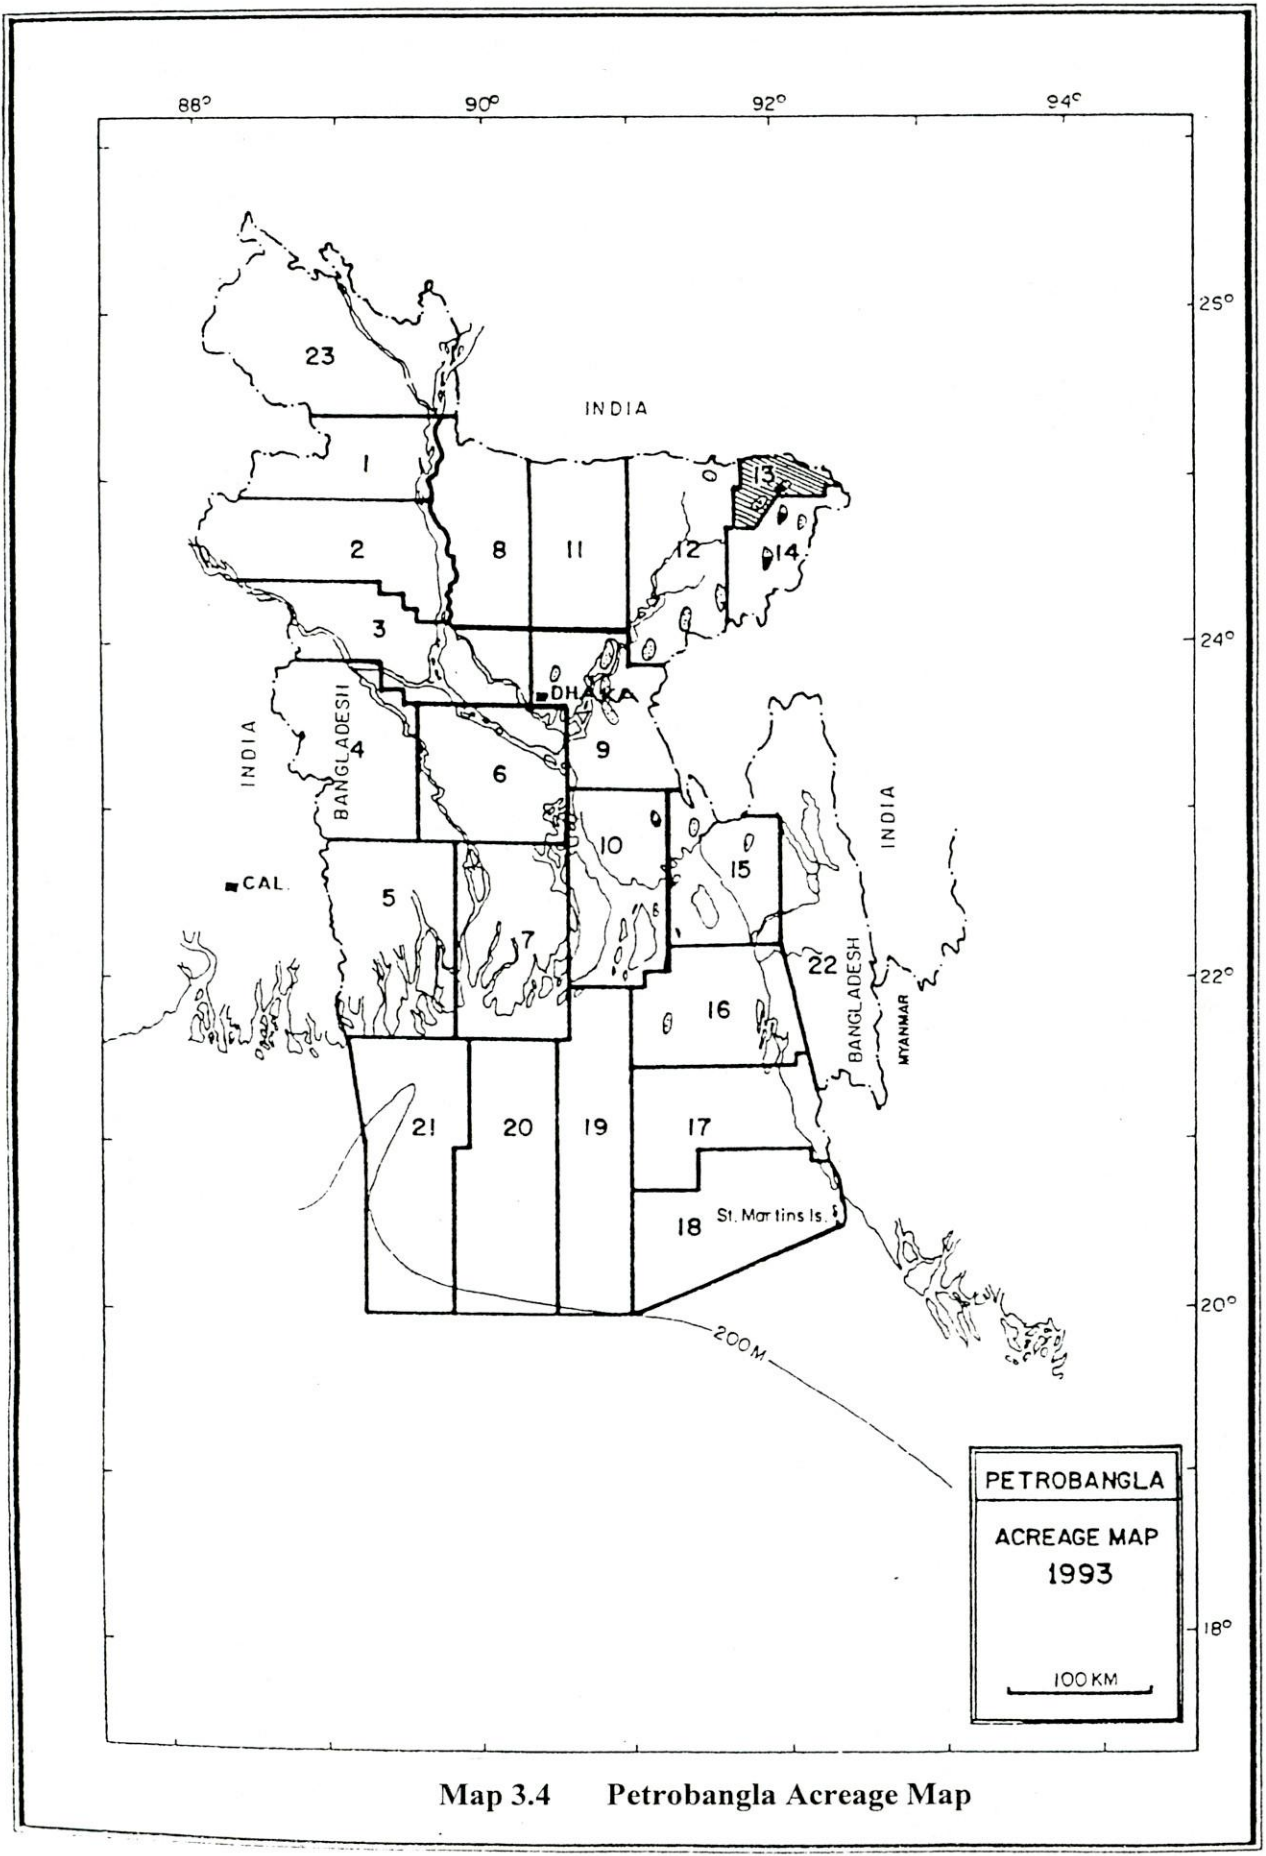 88° 90° 92° 94°
25°
23
INDIA
1
13
2 8 11 12 14
3
24°
DHAKA
INDIA
BANGLADESH
4
6
9
INDIA
10
15
CAL.
5
7
22
BANGLADESH
22°
MYANMAR
16
21 20 19 17
18 St. Martins Is.
20°
200M
PETROBANGLA
ACREAGE MAP
1993
18°
100 KM
Map 3.4 Petrobangla Acreage Map